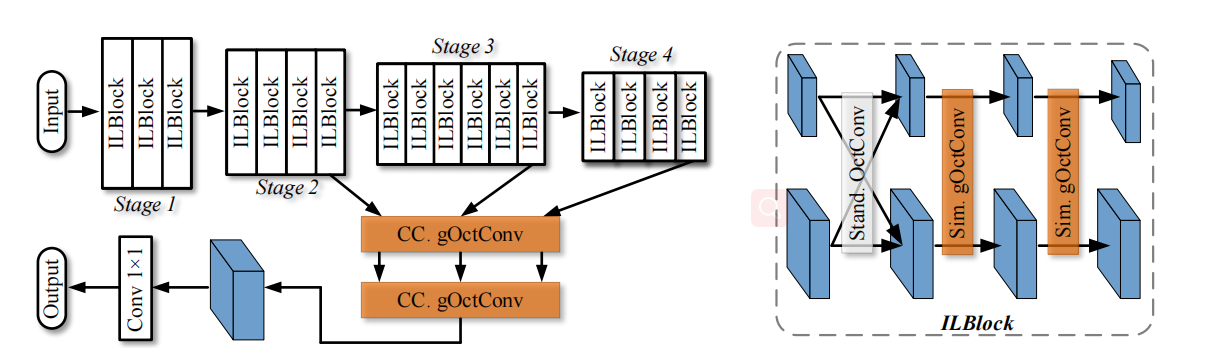 Input
ILBlock
ILBlock
ILBlock
Stage 1
ILBlock
ILBlock
ILBlock
ILBlock
Stage 2
Stage 3
ILBlock
ILBlock
ILBlock
ILBlock
ILBlock
ILBlock
Stage 4
ILBlock
ILBlock
ILBlock
ILBlock
CC. gOctConv
CC. gOctConv
Conv 1×1
Output
Stand. OctConv
Sim. gOctConv
Sim. gOctConv
ILBlock